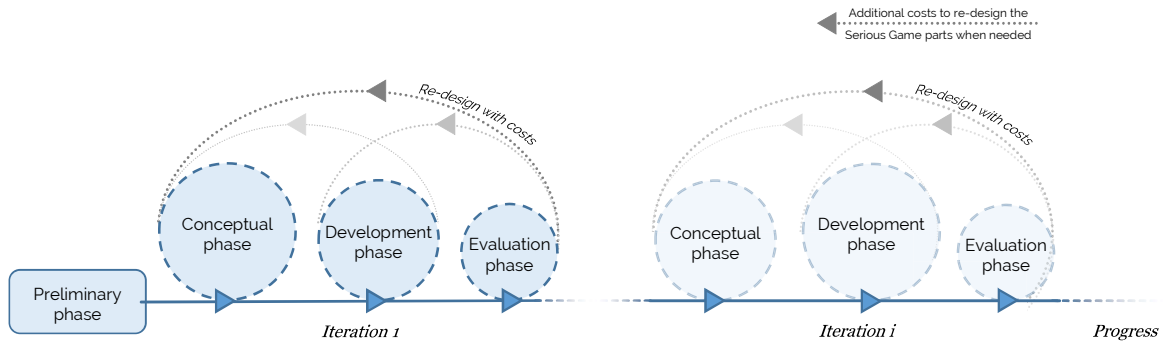 Additional costs to re-design the
Serious Game parts when needed
Re-design with costs
Re-design with costs
Conceptual
phase
Development
phase
Evaluation
phase
Conceptual
phase
Development
phase
Evaluation
phase
Preliminary
phase
Iteration 1
Iteration i
Progress